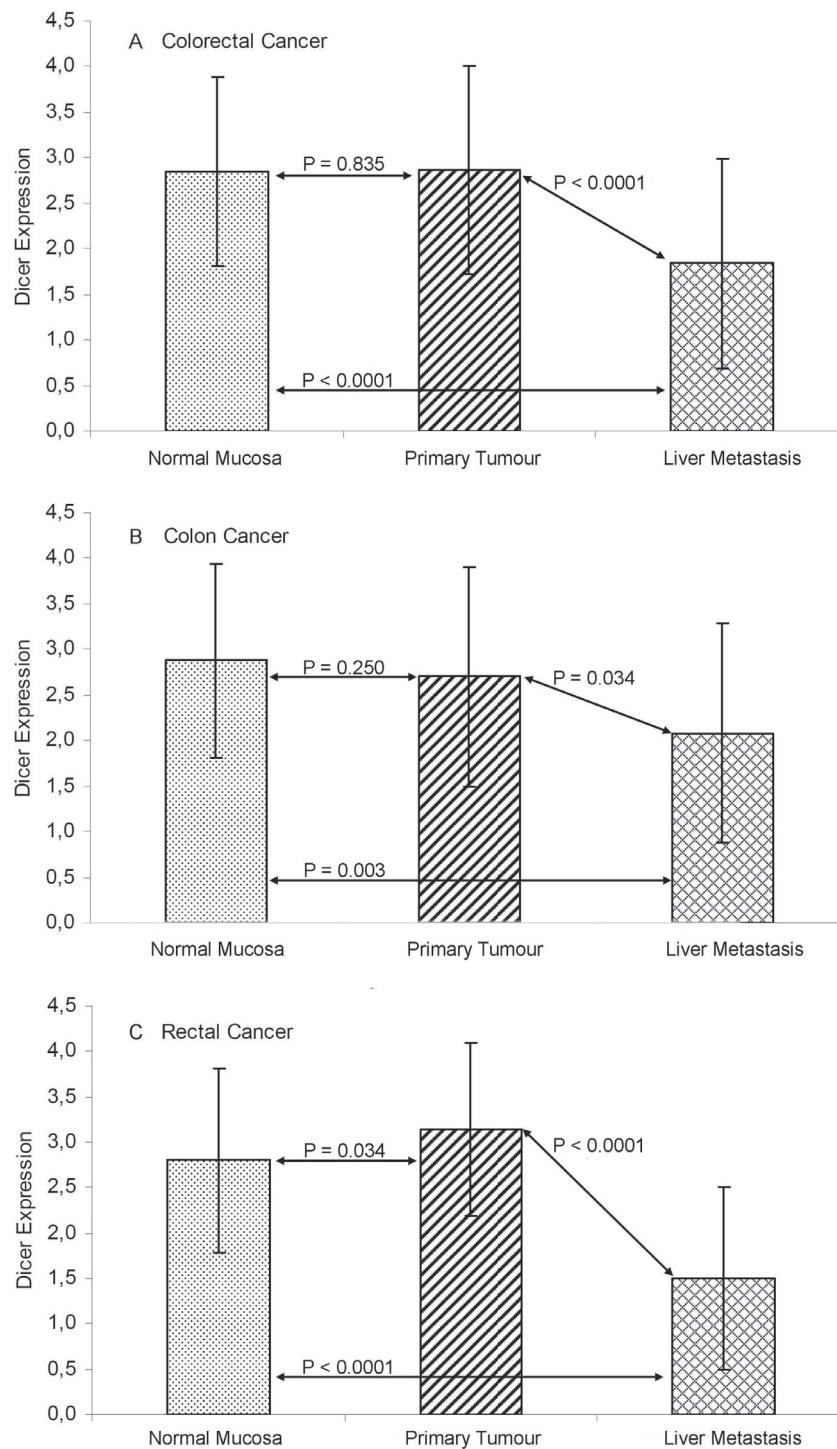 A Colorectal Cancer
Dicer Expression
4,5
4,0
3,5
3,0
2,5
2,0
1,5
1,0
0,5
0,0
P = 0.835
P < 0.0001
P < 0.0001
Normal Mucosa Primary Tumour Liver Metastasis
B Colon Cancer
Dicer Expression
4,5
4,0
3,5
3,0
2,5
2,0
1,5
1,0
0,5
0,0
P = 0.250
P = 0.034
P = 0.003
Normal Mucosa Primary Tumour Liver Metastasis
C Rectal Cancer
Dicer Expression
4,5
4,0
3,5
3,0
2,5
2,0
1,5
1,0
0,5
0,0
P < 0.0001
P = 0.034
P < 0.0001
Normal Mucosa Primary Tumour Liver Metastasis